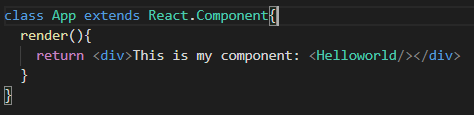 class App extends React.Component{
  render(){
    return <div>This is my component: <Helloworld/></div>
  }
}